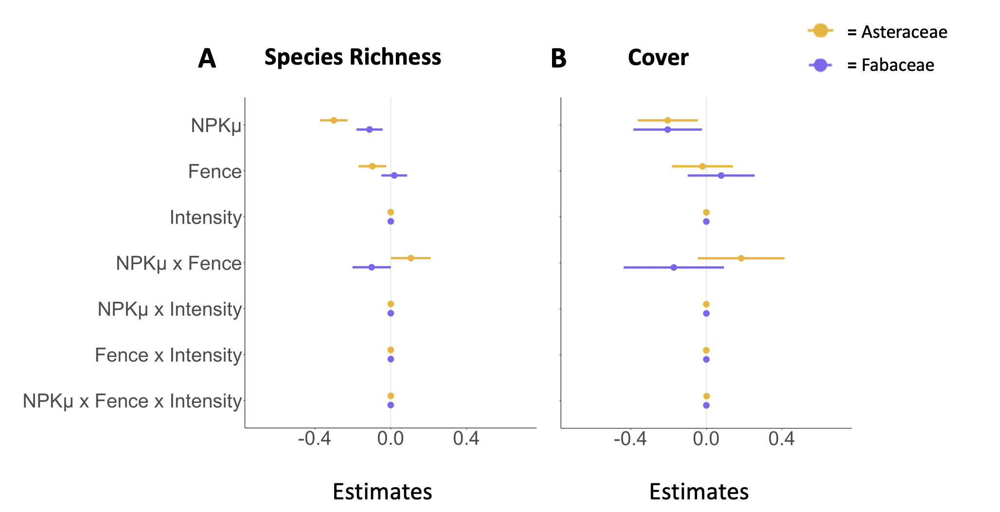 = Asteraceae
= Fabaceae
A Species Richness
B Cover
NPKµ
Fence
Intensity
NPKµ x Fence
NPKµ x Intensity
Fence x Intensity
NPKµ x Fence x Intensity
-0.4 0.0 0.4
-0.4 0.0 0.4
Estimates
Estimates